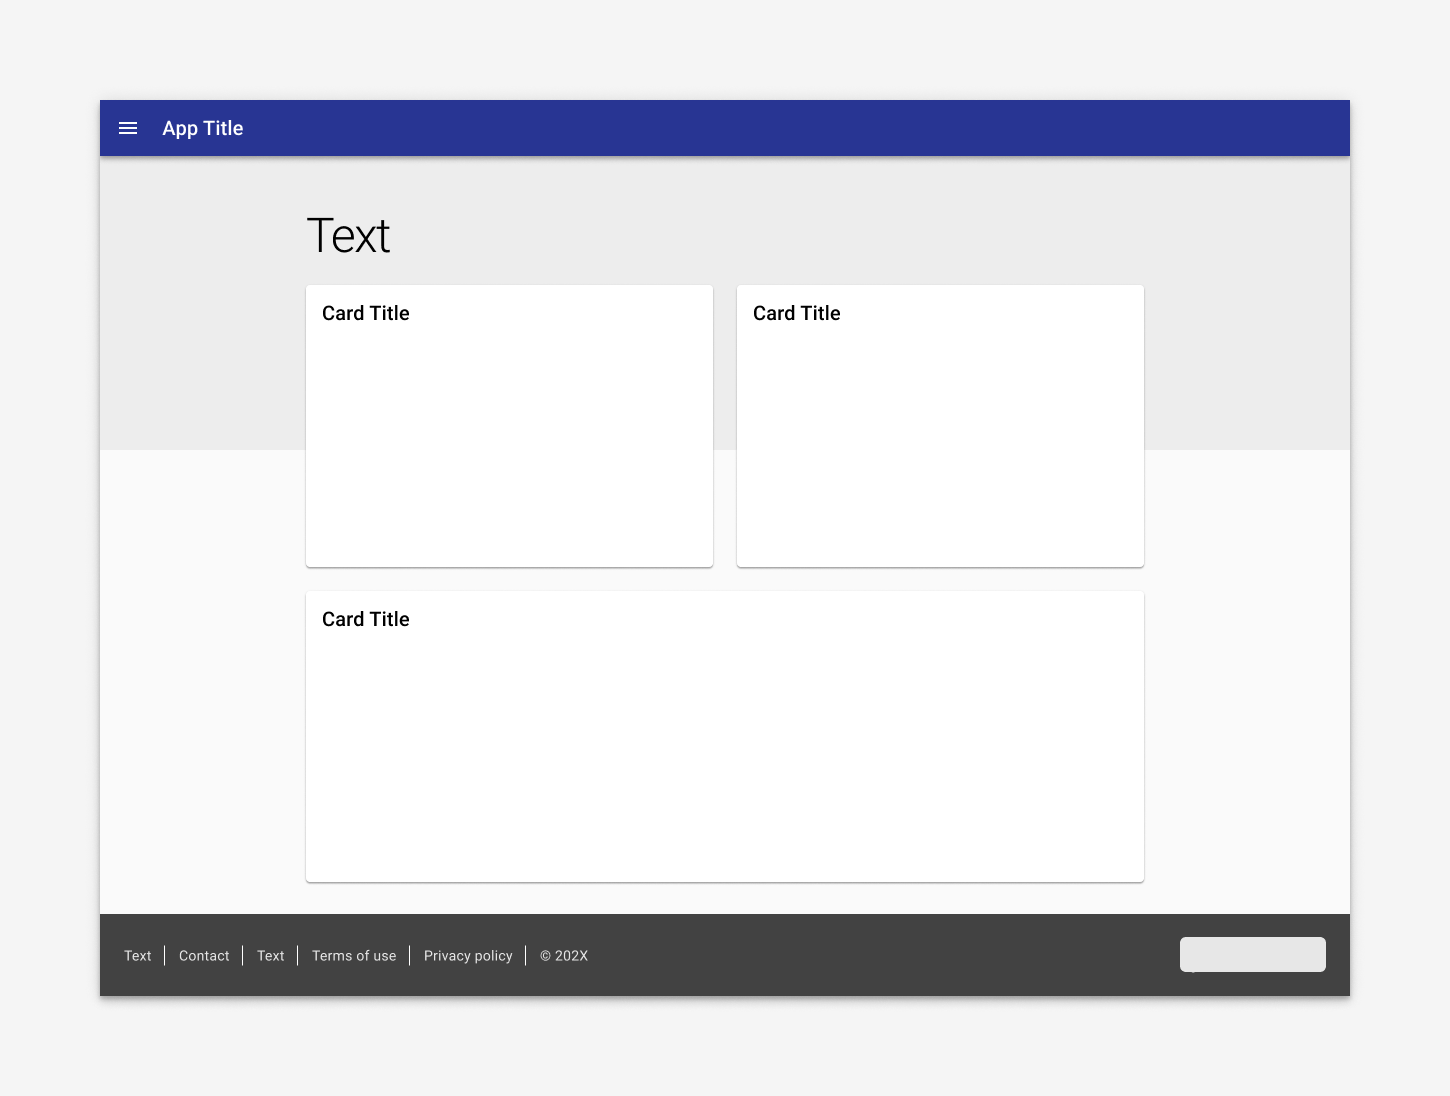 App Title
Text
Card Title
Card Title
Card Title
Text
Contact
Text
Terms of use
Privacy policy
© 202X